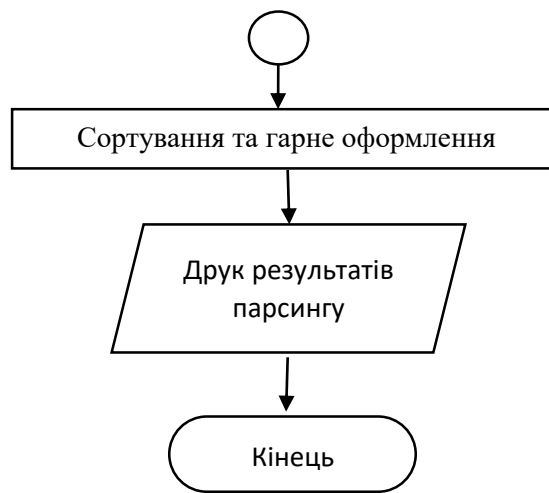 Сортування та гарне оформлення
Друк результатів
парсингу
Кінець